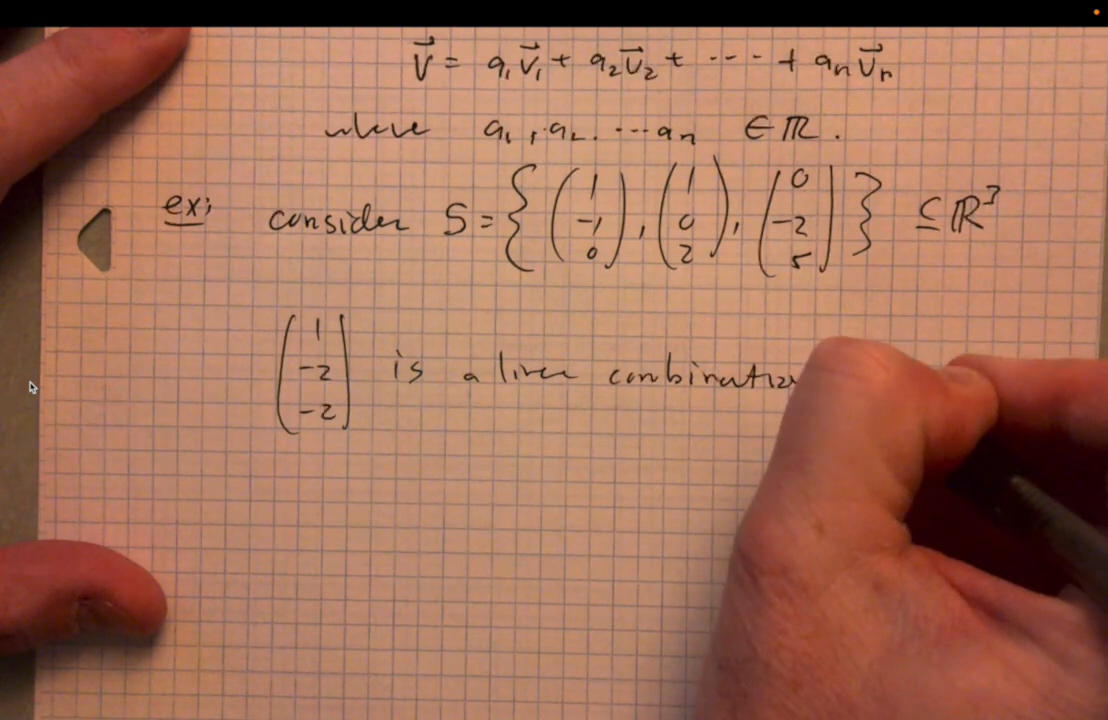 v⃗ = a₁v⃗₁ + a₂v⃗₂ + ---- + aₙv⃗ₙ
where a₁, a₂. ...aₙ ∈ ℝ.
ex; consider S = { (1 -1 0), (1 0 2), (0 -2 5) } ⊆ ℝ³
(1 -2 -2) is a linear combination